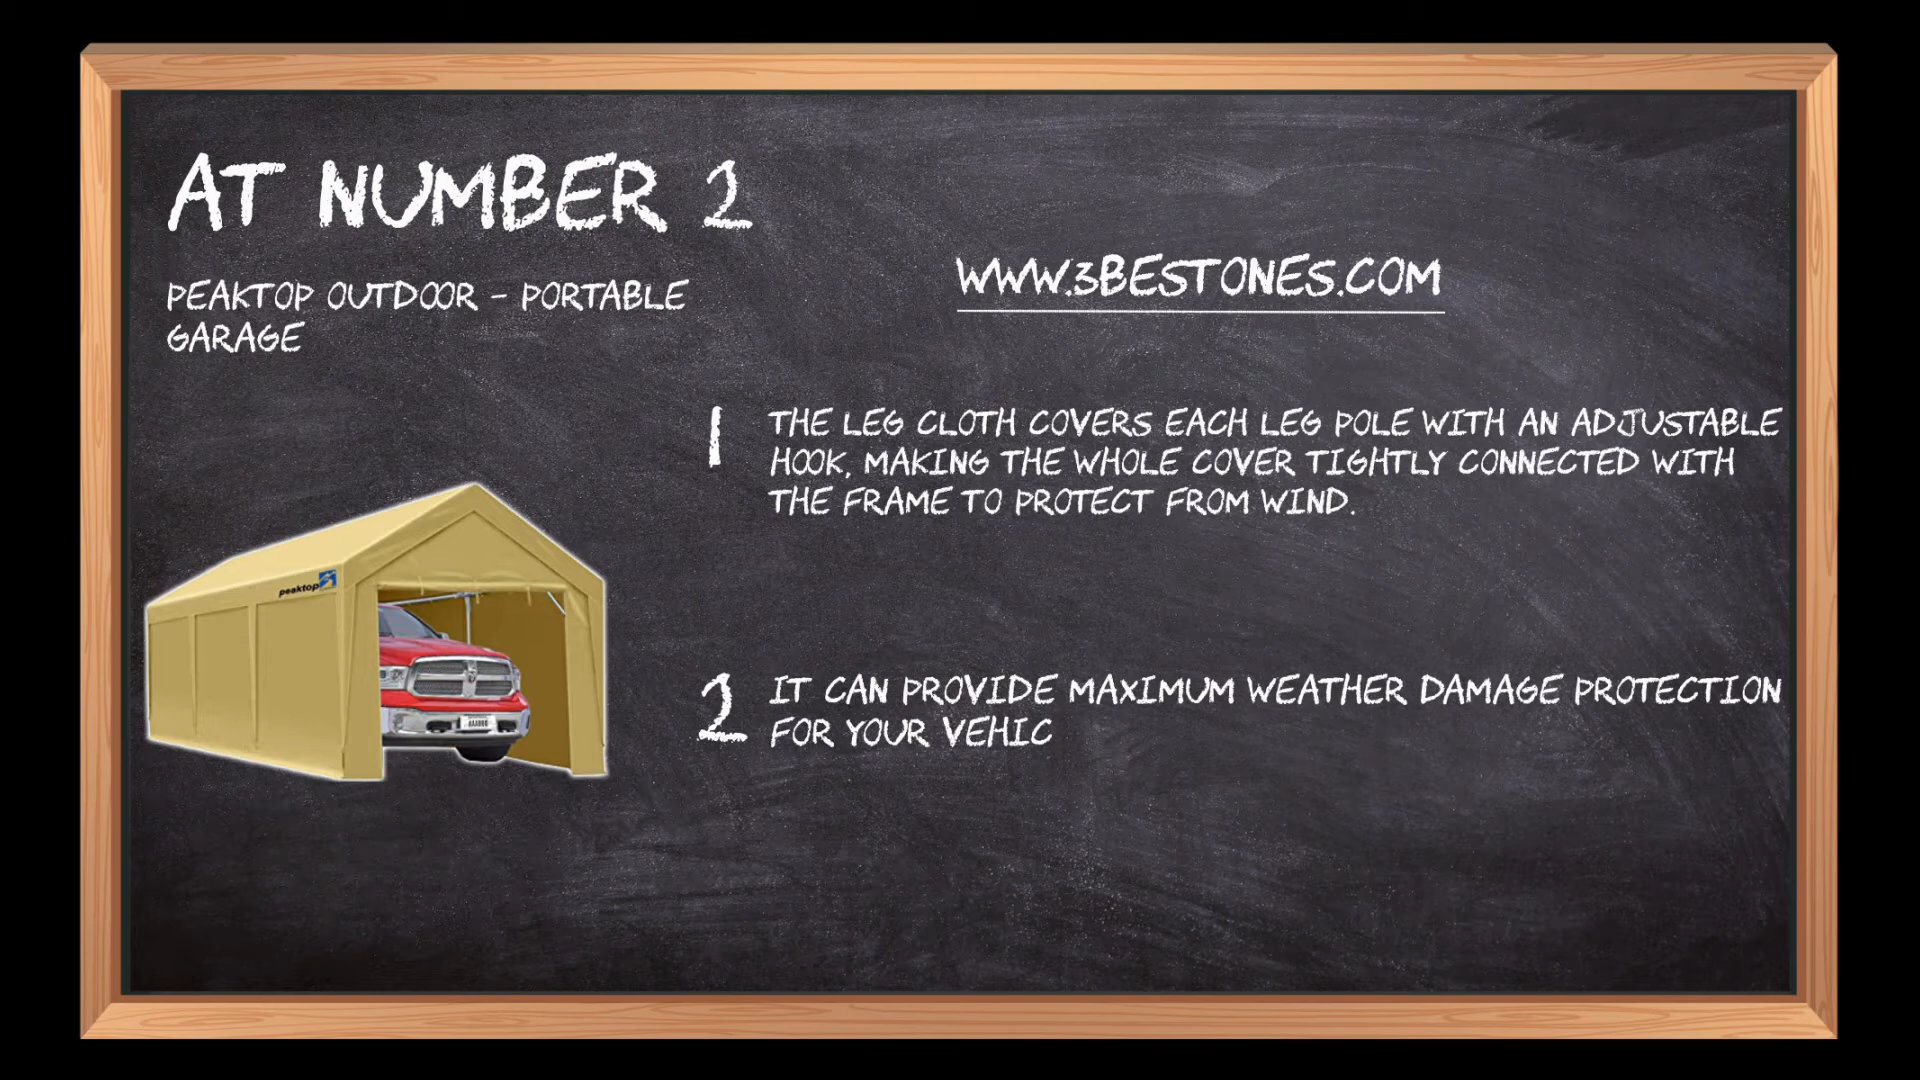 AT NUMBER 2
PEAKTOP OUTDOOR - PORTABLE
GARAGE
WWW.3BESTONES.COM
1 THE LEG CLOTH COVERS EACH LEG POLE WITH AN ADJUSTABLE
HOOK, MAKING THE WHOLE COVER TIGHTLY CONNECTED WITH
THE FRAME TO PROTECT FROM WIND.
peaktop
2 IT CAN PROVIDE MAXIMUM WEATHER DAMAGE PROTECTION
FOR YOUR VEHIC